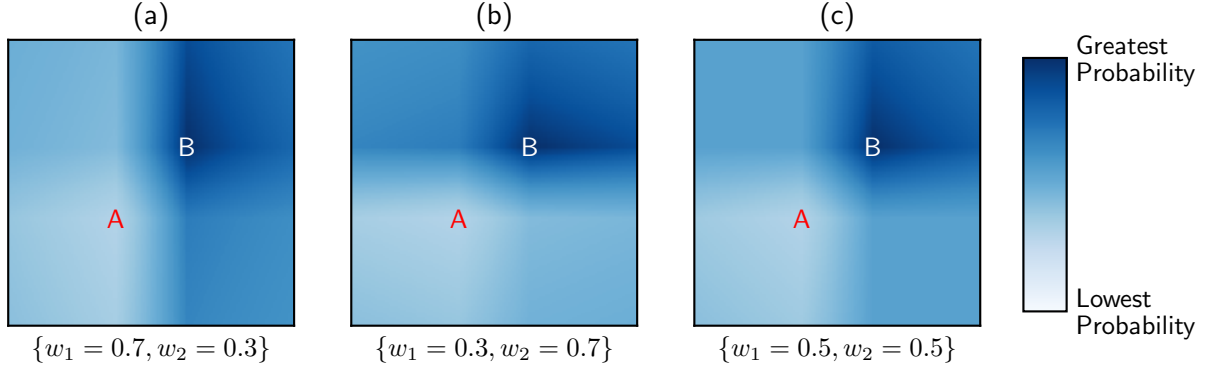 (a)
(b)
(c)
B
A
B
A
B
A
Greatest
Probability
Lowest
Probability
{w₁ = 0.7, w₂ = 0.3}
{w₁ = 0.3, w₂ = 0.7}
{w₁ = 0.5, w₂ = 0.5}